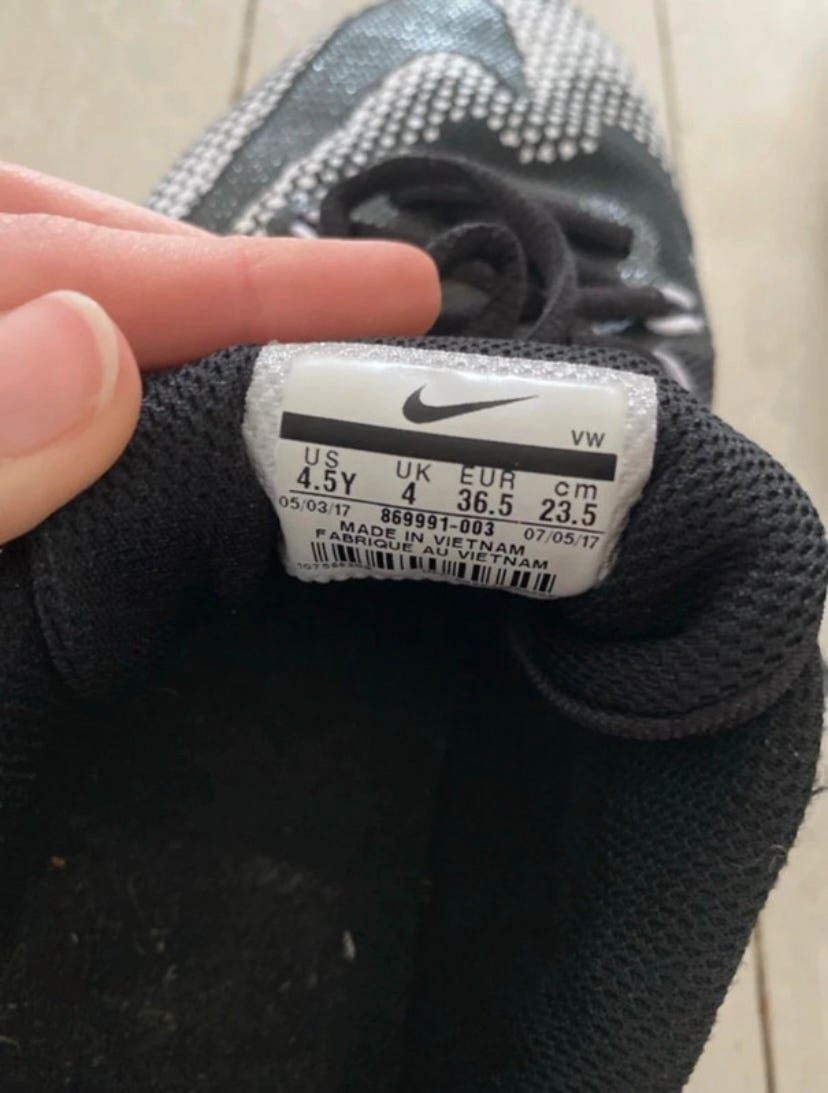 VW
US UK EUR cm
4.5Y 4 36.5 23.5
05/03/17 869991-003 07/05/17
MADE IN VIETNAM
FABRIQUE AU VIETNAM